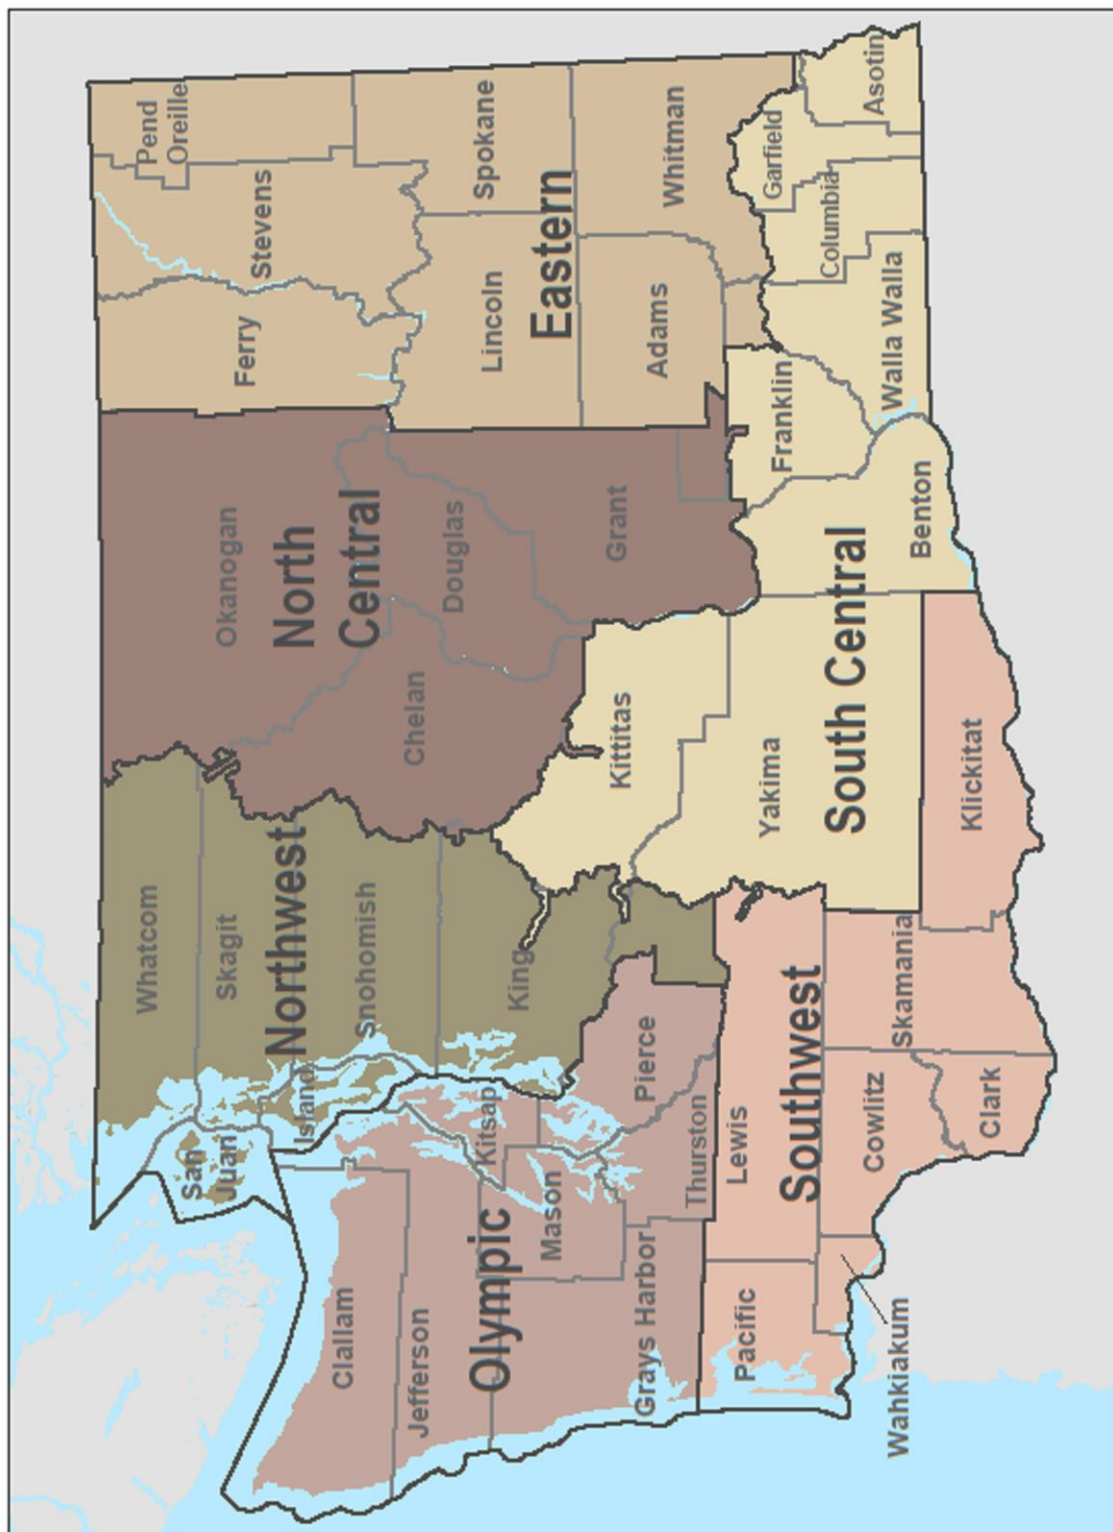 Whatcom
San
Juan
Skagit
Island
Northwest
Snohomish
King
Okanogan
North
Central
Chelan
Douglas
Grant
Ferry
Stevens
Pend
Oreille
Lincoln
Spokane
Eastern
Adams
Whitman
Clallam
Jefferson
Olympic
Kitsap
Mason
Grays Harbor
Pierce
Thurston
Kittitas
Yakima
South Central
Franklin
Benton
Walla Walla
Columbia
Garfield
Asotin
Pacific
Lewis
Southwest
Wahkiakum
Cowlitz
Skamania
Clark
Klickitat